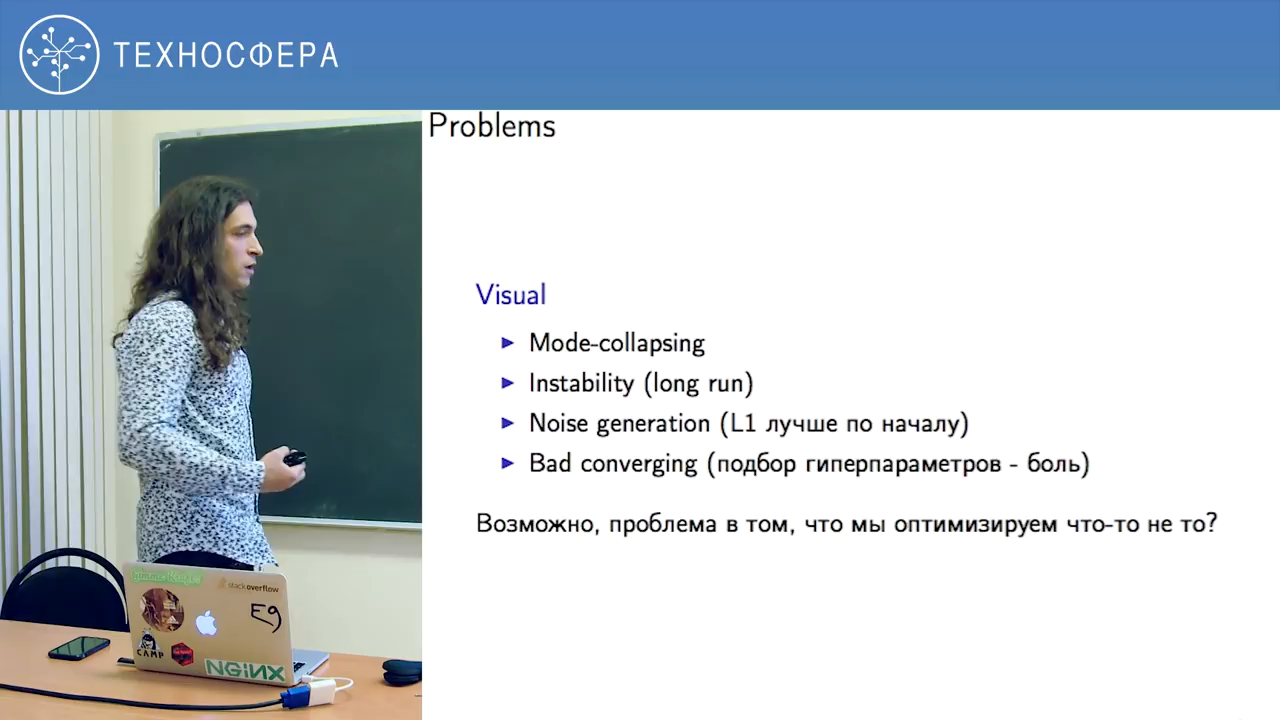 ТЕХНОСФЕРА
Problems
Visual
Mode-collapsing
Instability (long run)
Noise generation (L1 лучше по началу)
Bad converging (подбор гиперпараметров - боль)
Возможно, проблема в том, что мы оптимизируем что-то не то?
stackoverflow
E9
CAMP
NGiNX